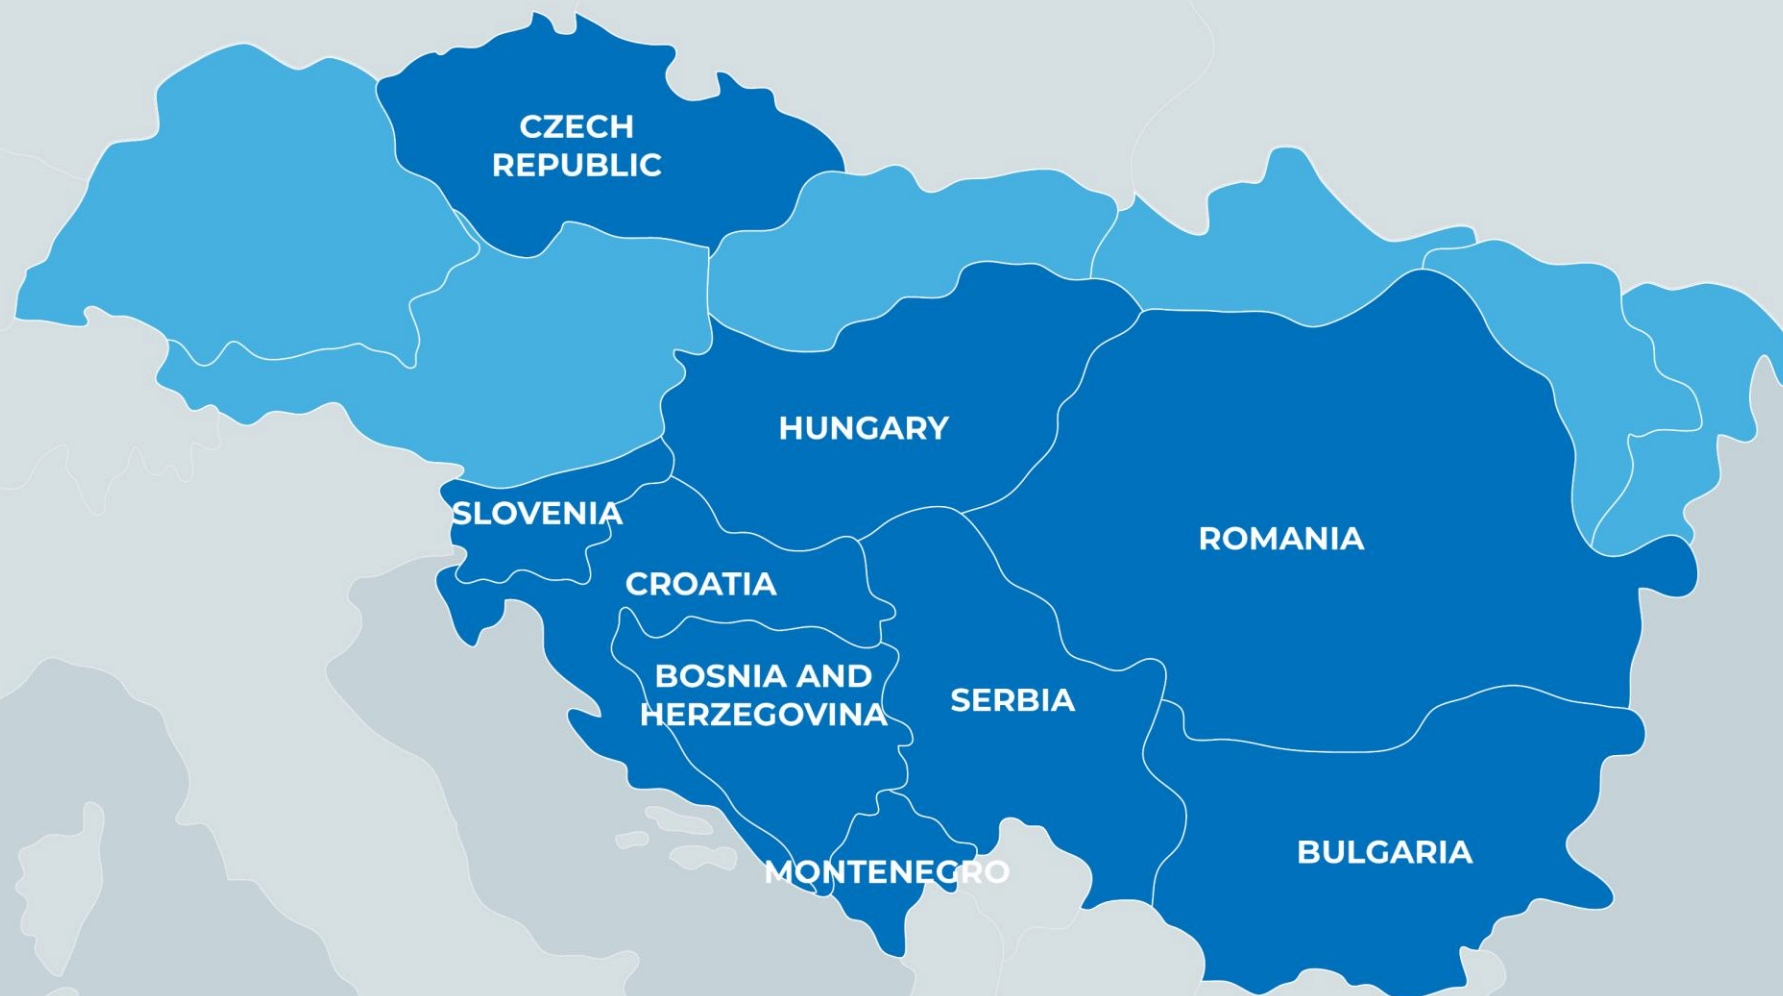 CZECH
REPUBLIC
HUNGARY
SLOVENIA
ROMANIA
CROATIA
BOSNIA AND
HERZEGOVINA
SERBIA
BULGARIA
MONTENEGRO